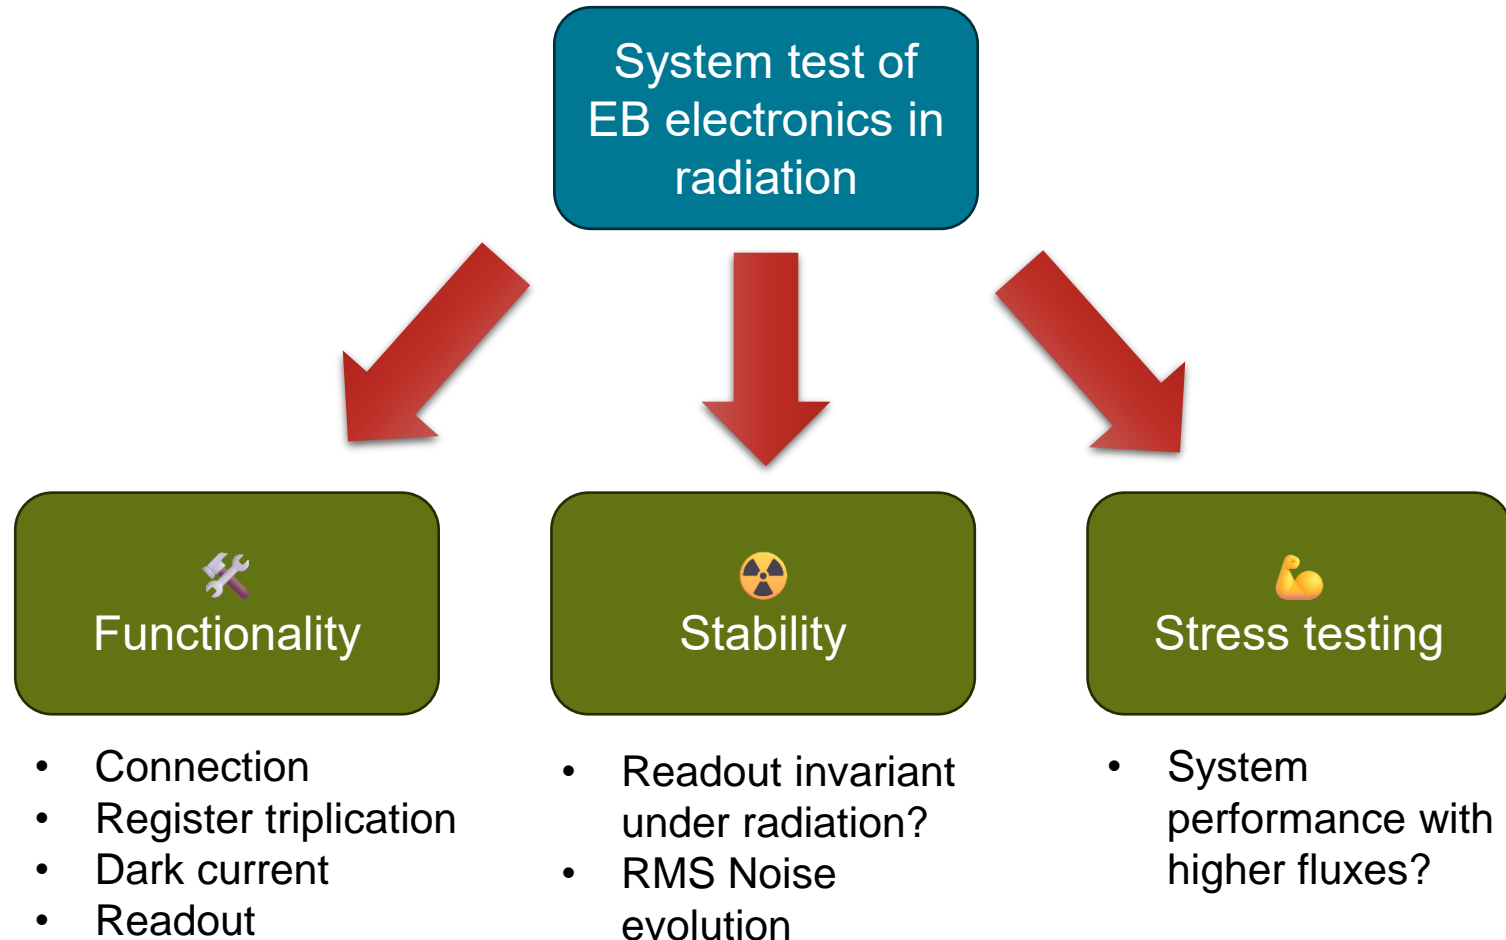 System test of
EB electronics in
radiation
Functionality
Stability
Stress testing
• Connection
• Register triplication
• Dark current
• Readout
• Readout invariant
under radiation?
• RMS Noise
evolution
• System
performance with
higher fluxes?